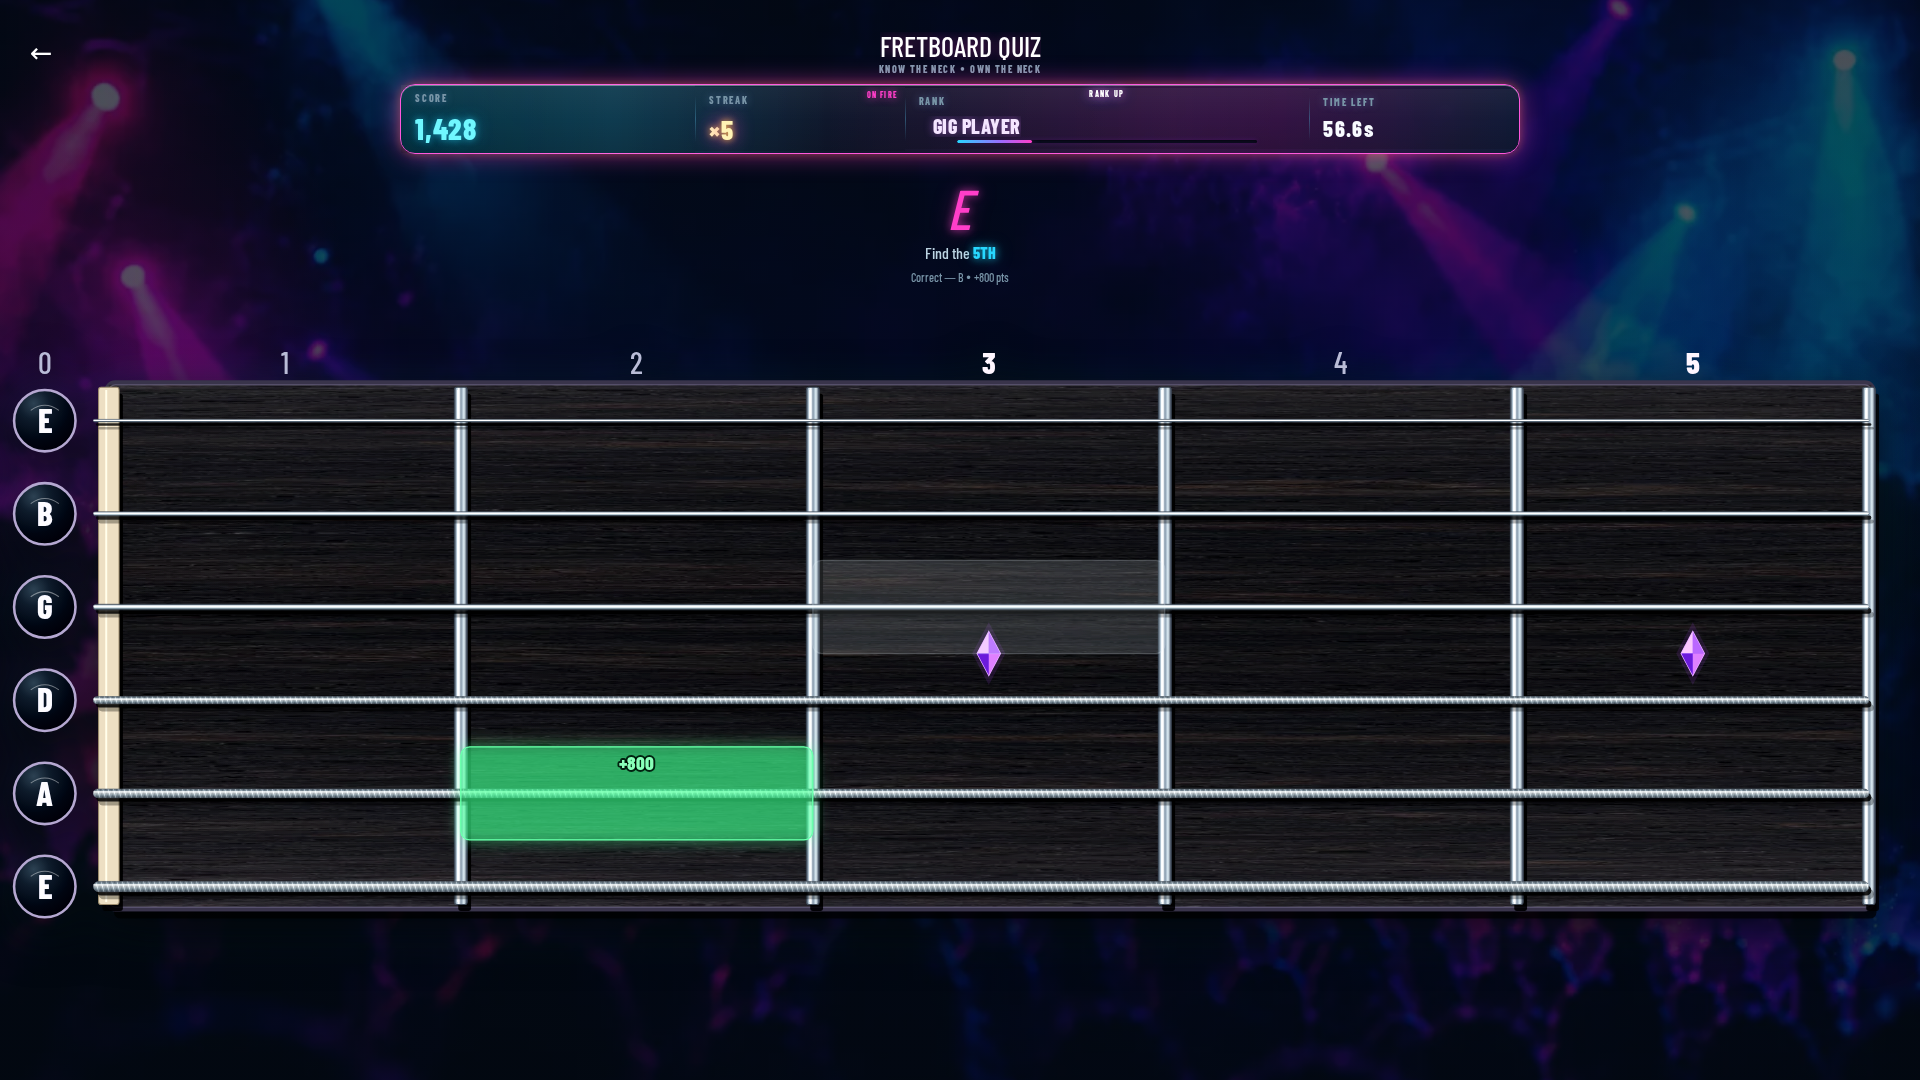 ←
FRETBOARD QUIZ
KNOW THE NECK • OWN THE NECK
SCORE
1,428
STREAK
×5
ON FIRE
RANK
GIG PLAYER
RANK UP
TIME LEFT
56.6s
E
Find the 5TH
Correct — B • +800 pts
0 1 2 3 4 5
E
B
G
D
+800
A
E